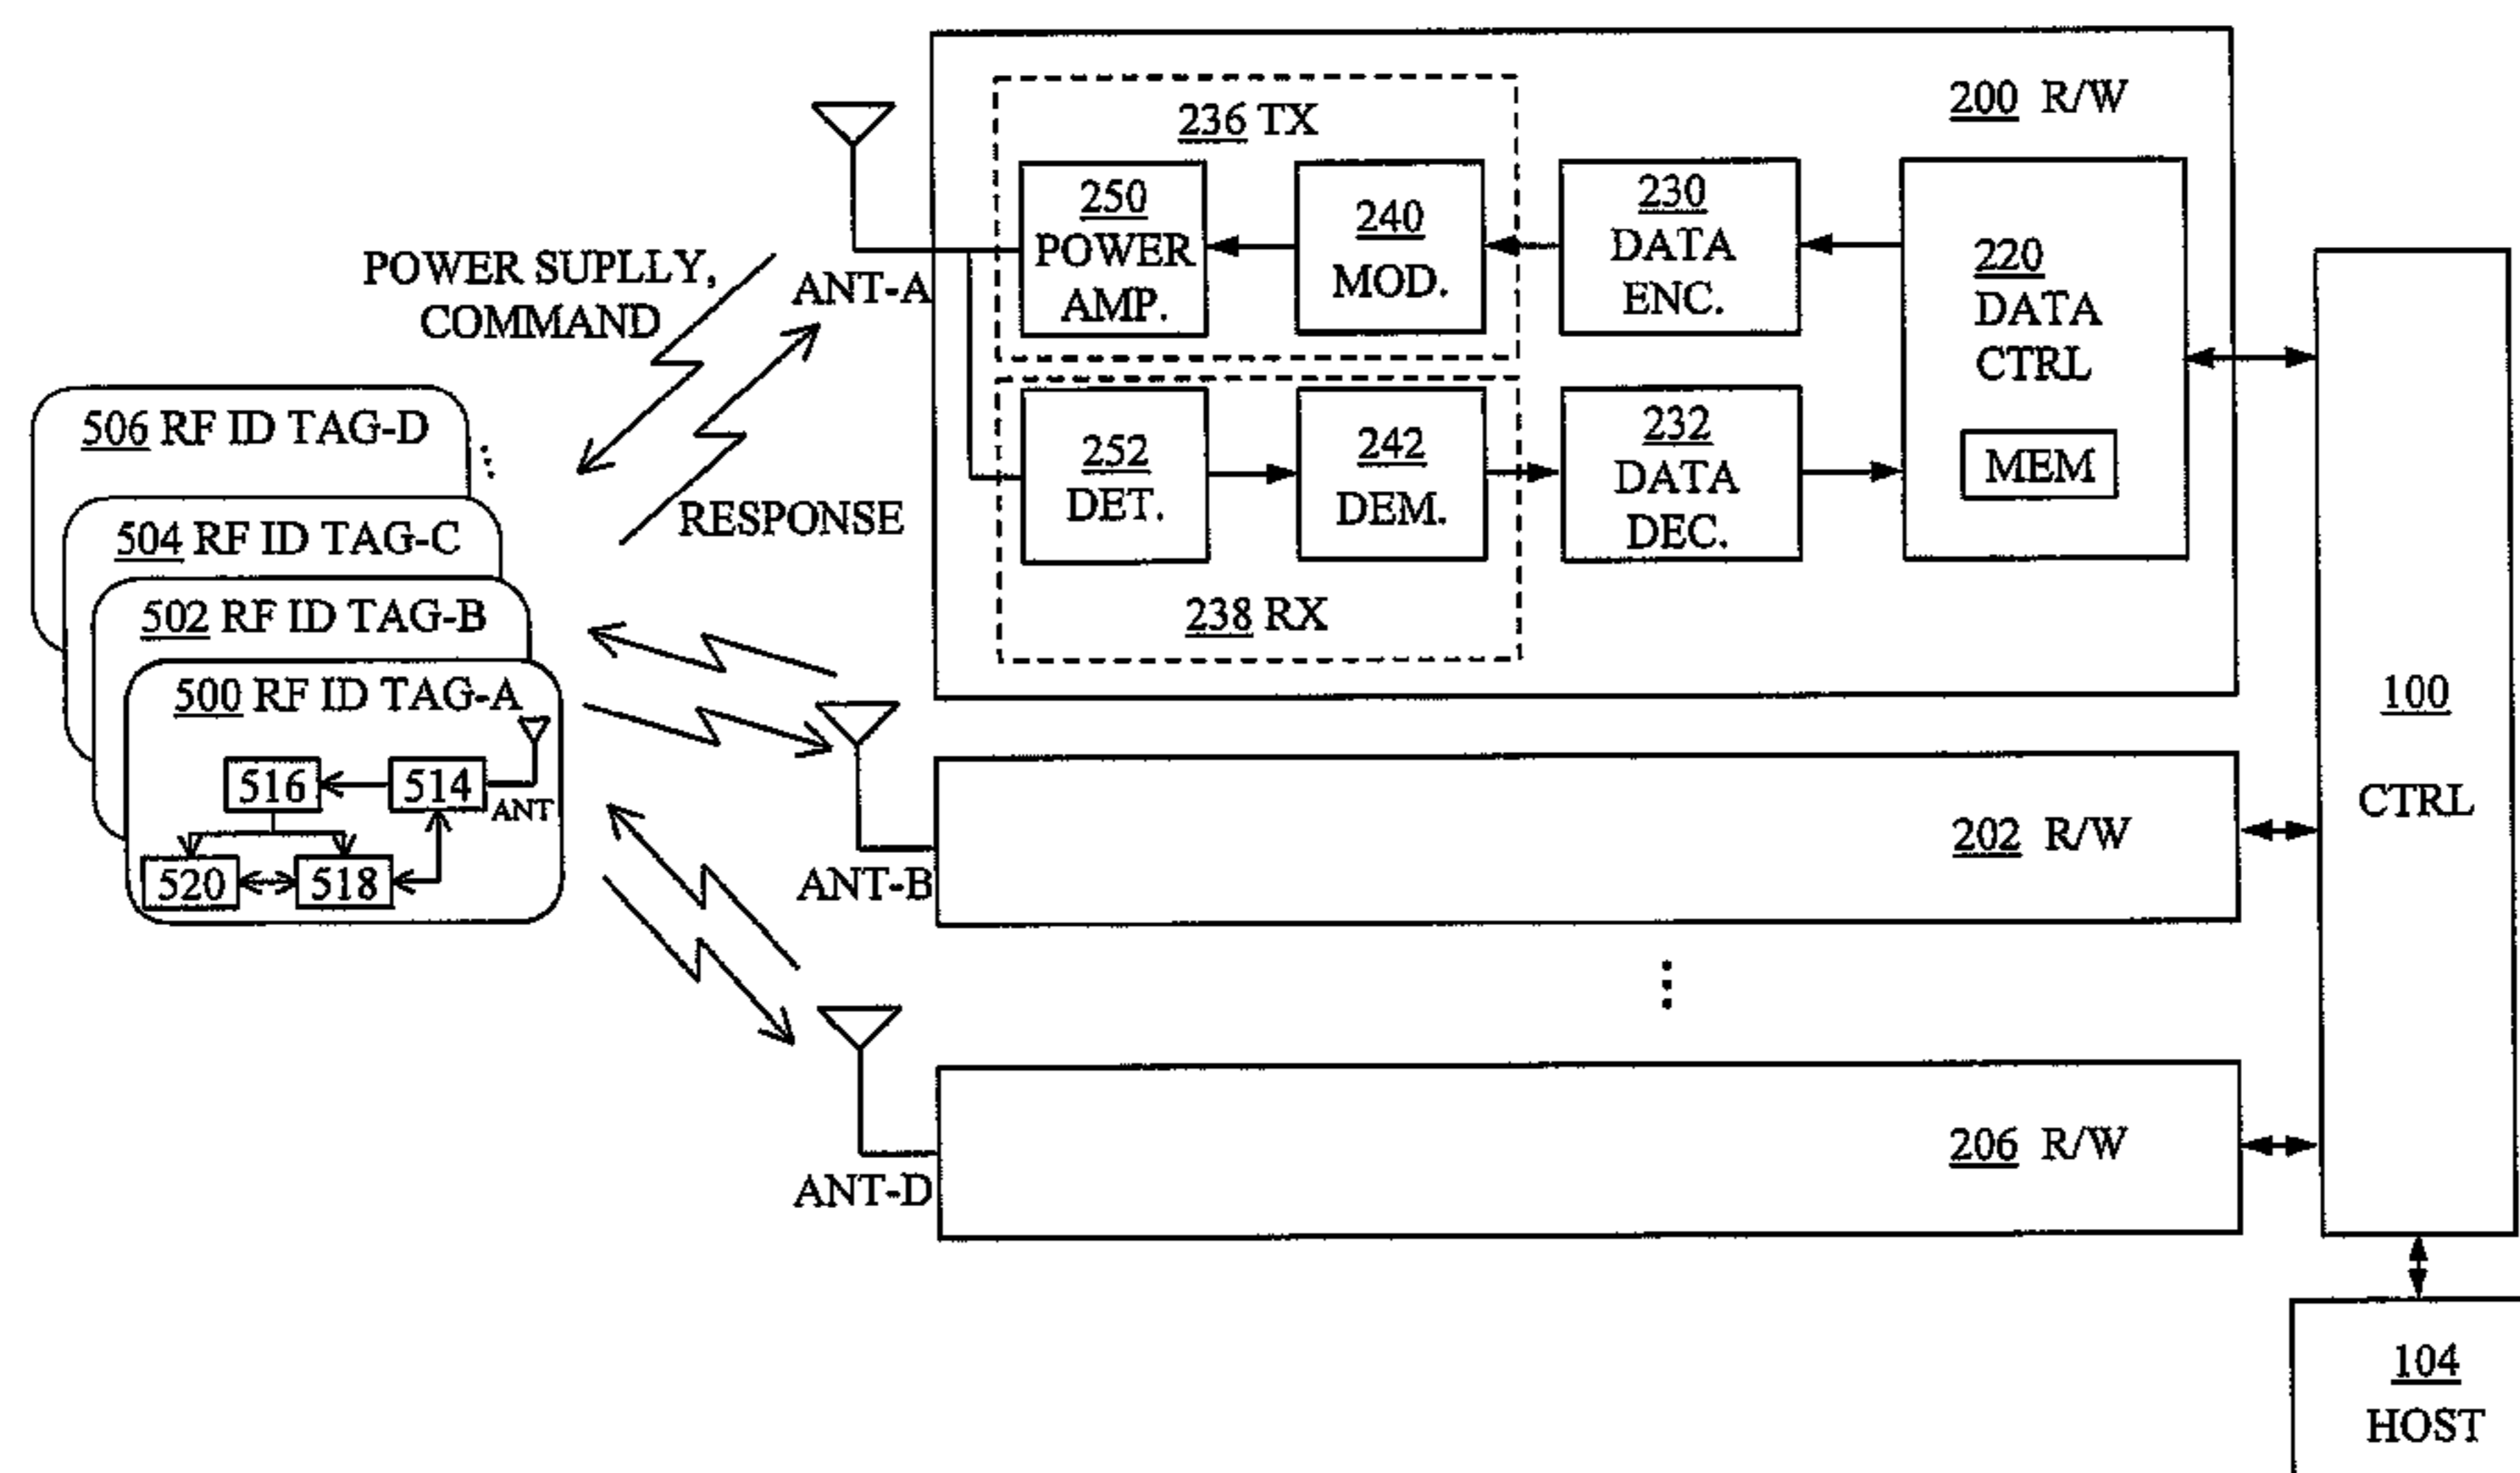 200 R/W
236 TX
250
POWER
AMP.
240
MOD.
230
DATA
ENC.
220
DATA
CTRL
MEM
252
DET.
242
DEM.
232
DATA
DEC.
238 RX
ANT-A
POWER SUPLLY,
COMMAND
RESPONSE
506 RF ID TAG-D
504 RF ID TAG-C
502 RF ID TAG-B
500 RF ID TAG-A
516
514
ANT
520
518
ANT-B
202 R/W
ANT-D
206 R/W
100
CTRL
104
HOST